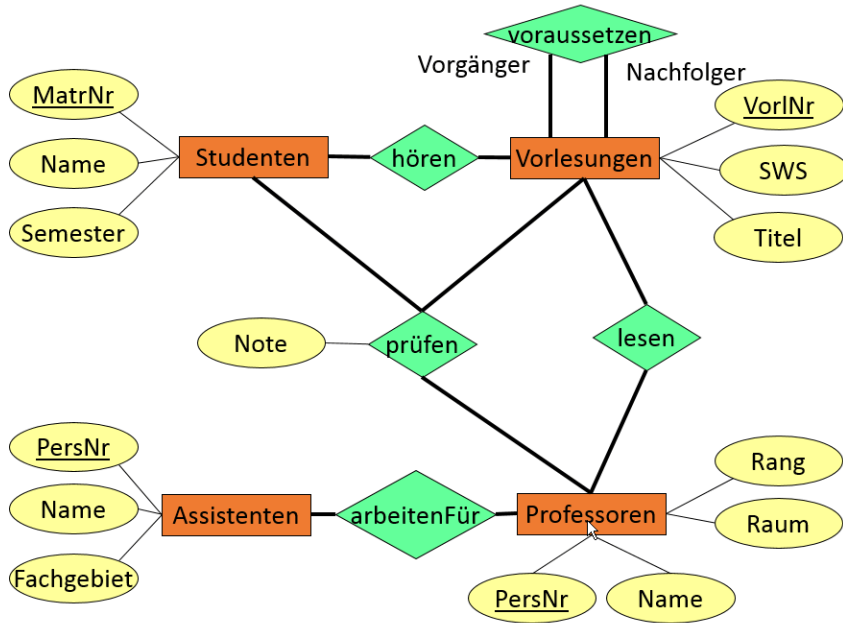 voraussetzen
Vorgänger
Nachfolger
MatrNr
VorlNr
Studenten
hören
Vorlesungen
Name
SWS
Semester
Titel
Note
prüfen
lesen
PersNr
Rang
Name
Assistenten
arbeitenFür
Professoren
Raum
Fachgebiet
PersNr
Name